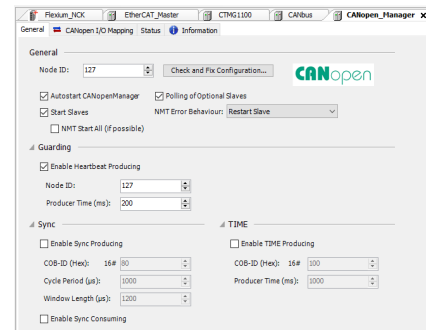 Flexium_NCK EtherCAT_Master CTMG1100 CANbus CANopen_Manager x
General CANopen I/O Mapping Status Information
General
Node ID: 127 Check and Fix Configuration... CANopen
Autostart CANopenManager Polling of Optional Slaves
Start Slaves NMT Error Behaviour: Restart Slave
NMT Start All (if possible)
Guarding
Enable Heartbeat Producing
Node ID: 127
Producer Time (ms): 200
Sync TIME
Enable Sync Producing Enable TIME Producing
COB-ID (Hex): 16# 80 COB-ID (Hex): 16# 100
Cycle Period (µs): 1000 Producer Time (ms): 1000
Window Length (µs): 1200
Enable Sync Consuming